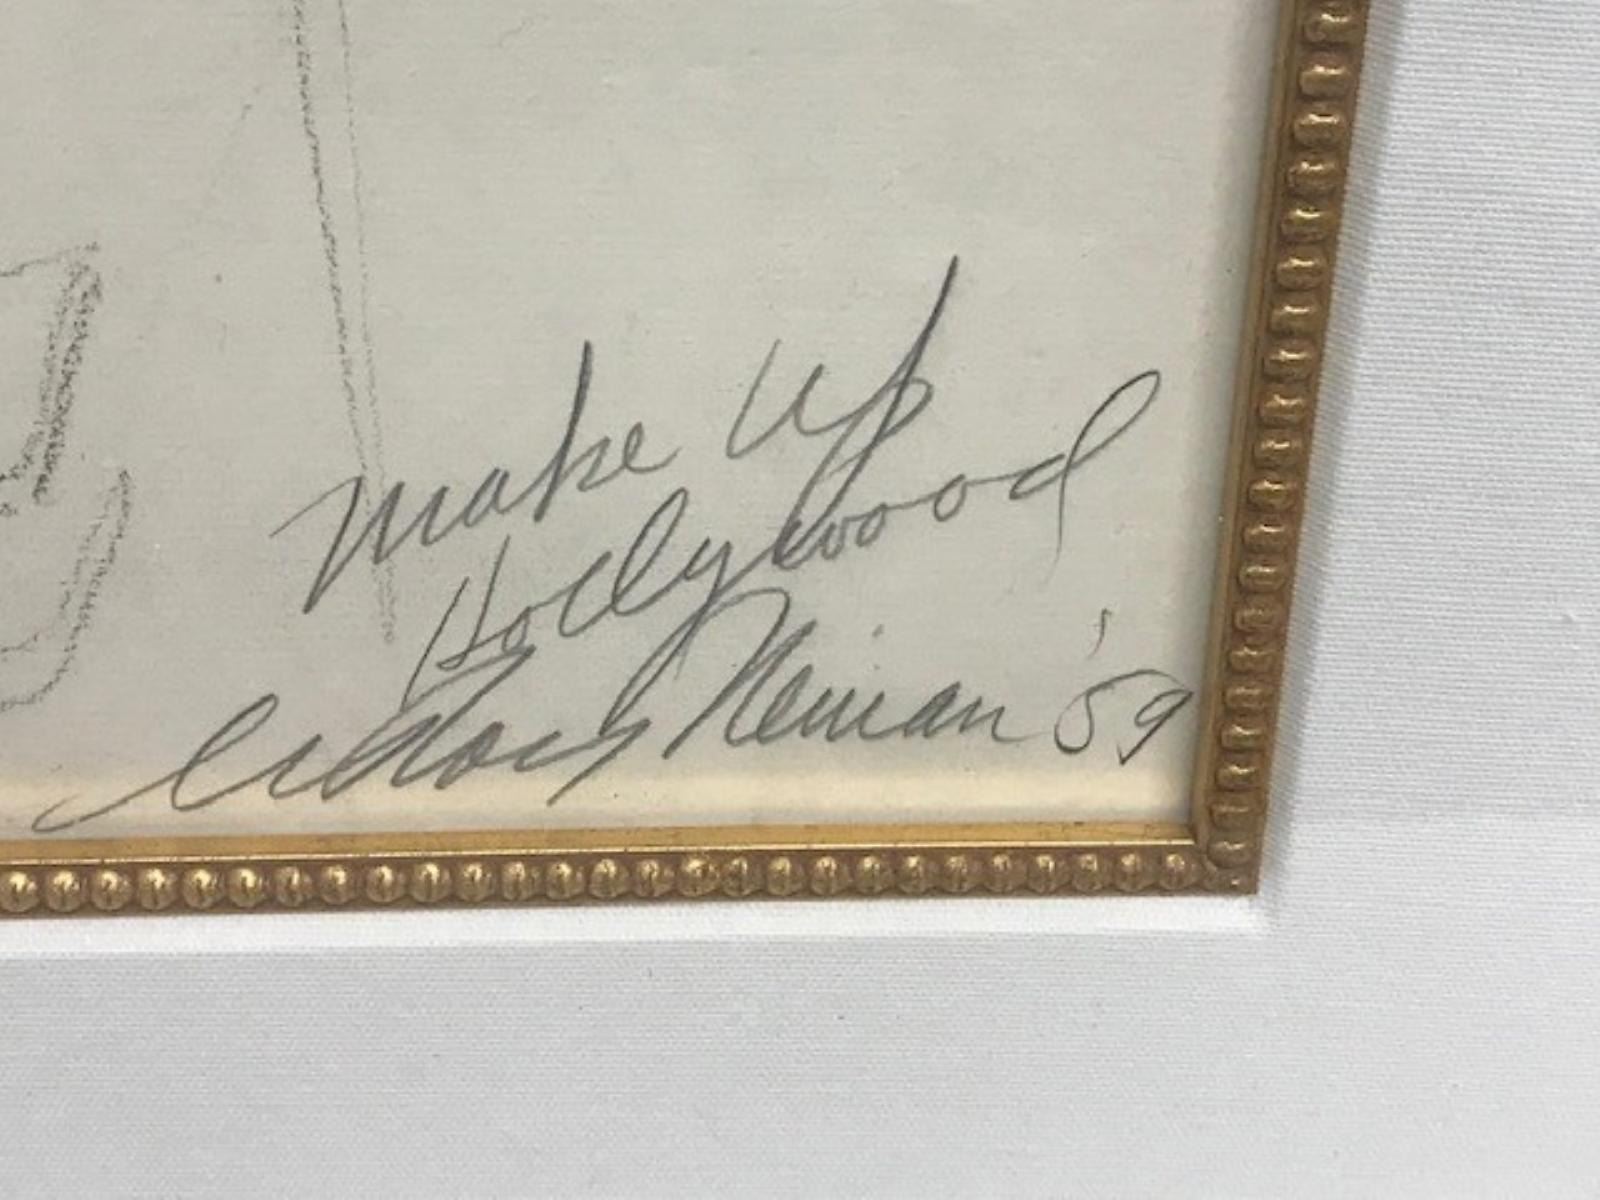 Make Up
Hollywood
LeRoy Neiman '59